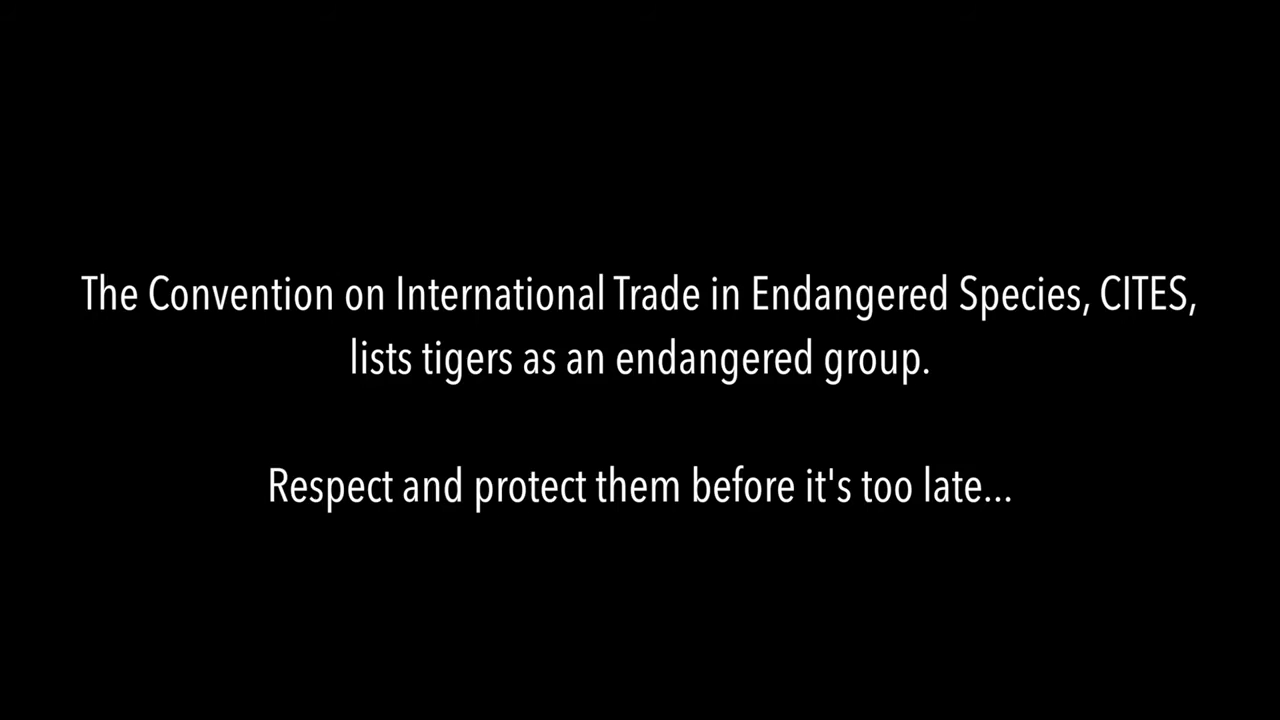 The Convention on International Trade in Endangered Species, CITES,
lists tigers as an endangered group.
Respect and protect them before it's too late...